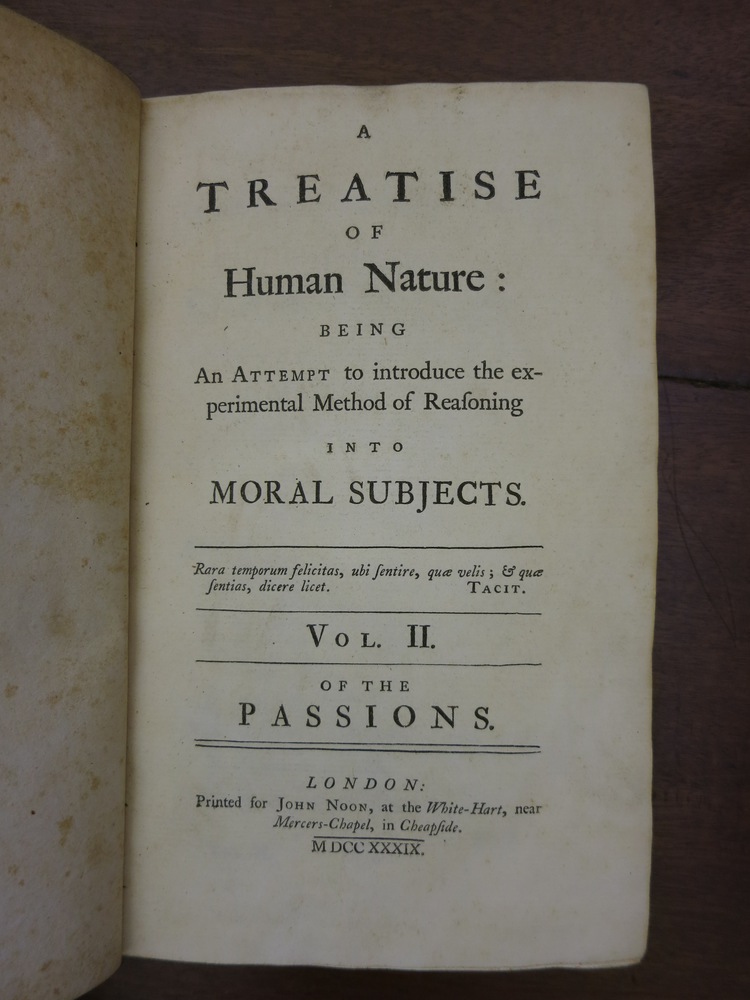 A
TREATISE
OF
Human Nature :
BEING
An ATTEMPT to introduce the ex-
perimental Method of Reaſoning
INTO
MORAL SUBJECTS.
Rara temporum felicitas, ubi ſentire, quæ velis ; & quæ
ſentias, dicere licet. TACIT.
VOL. II.
OF THE
PASSIONS.
LONDON:
Printed for JOHN NOON, at the White-Hart, near
Mercers-Chapel, in Cheapſide.
M DCC XXXIX.